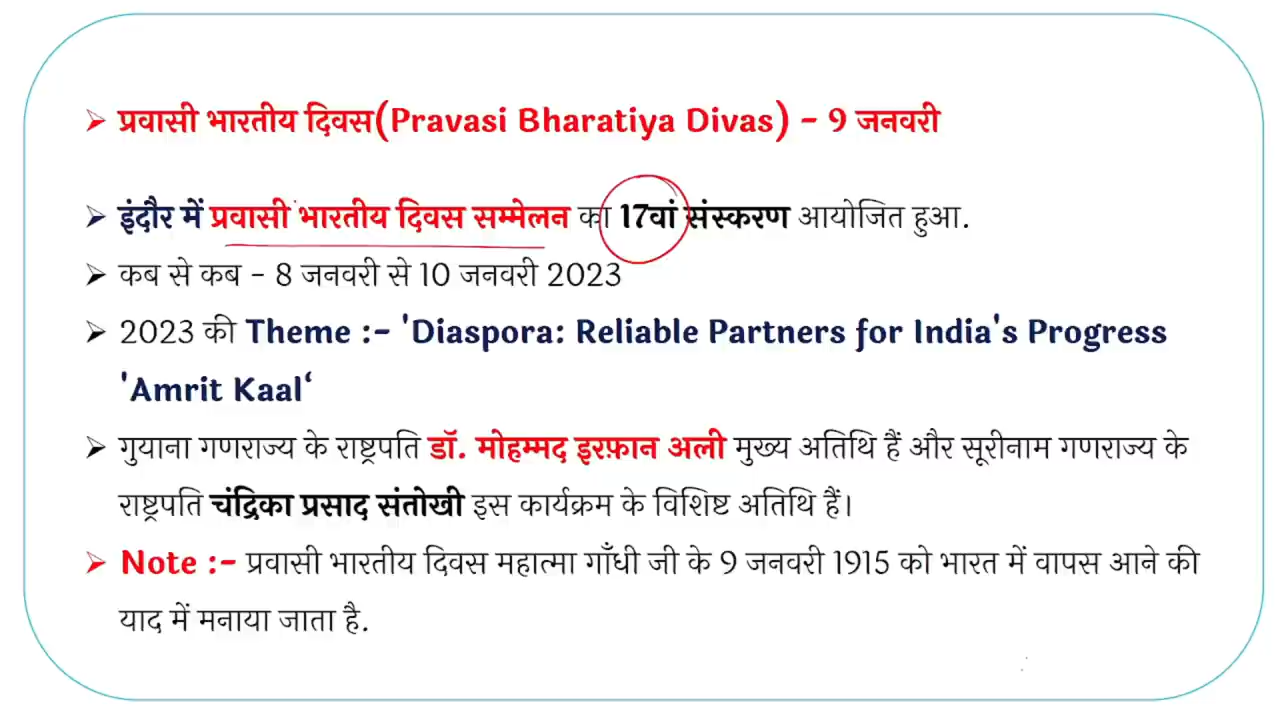 ➢ प्रवासी भारतीय दिवस(Pravasi Bharatiya Divas) - 9 जनवरी
➢ इंदौर में प्रवासी भारतीय दिवस सम्मेलन का 17वां संस्करण आयोजित हुआ.
➢ कब से कब - 8 जनवरी से 10 जनवरी 2023
➢ 2023 की Theme :- 'Diaspora: Reliable Partners for India's Progress
'Amrit Kaal‘
➢ गुयाना गणराज्य के राष्ट्रपति डॉ. मोहम्मद इरफ़ान अली मुख्य अतिथि हैं और सूरीनाम गणराज्य के
राष्ट्रपति चंद्रिका प्रसाद संतोखी इस कार्यक्रम के विशिष्ट अतिथि हैं।
➢ Note :- प्रवासी भारतीय दिवस महात्मा गाँधी जी के 9 जनवरी 1915 को भारत में वापस आने की
याद में मनाया जाता है.